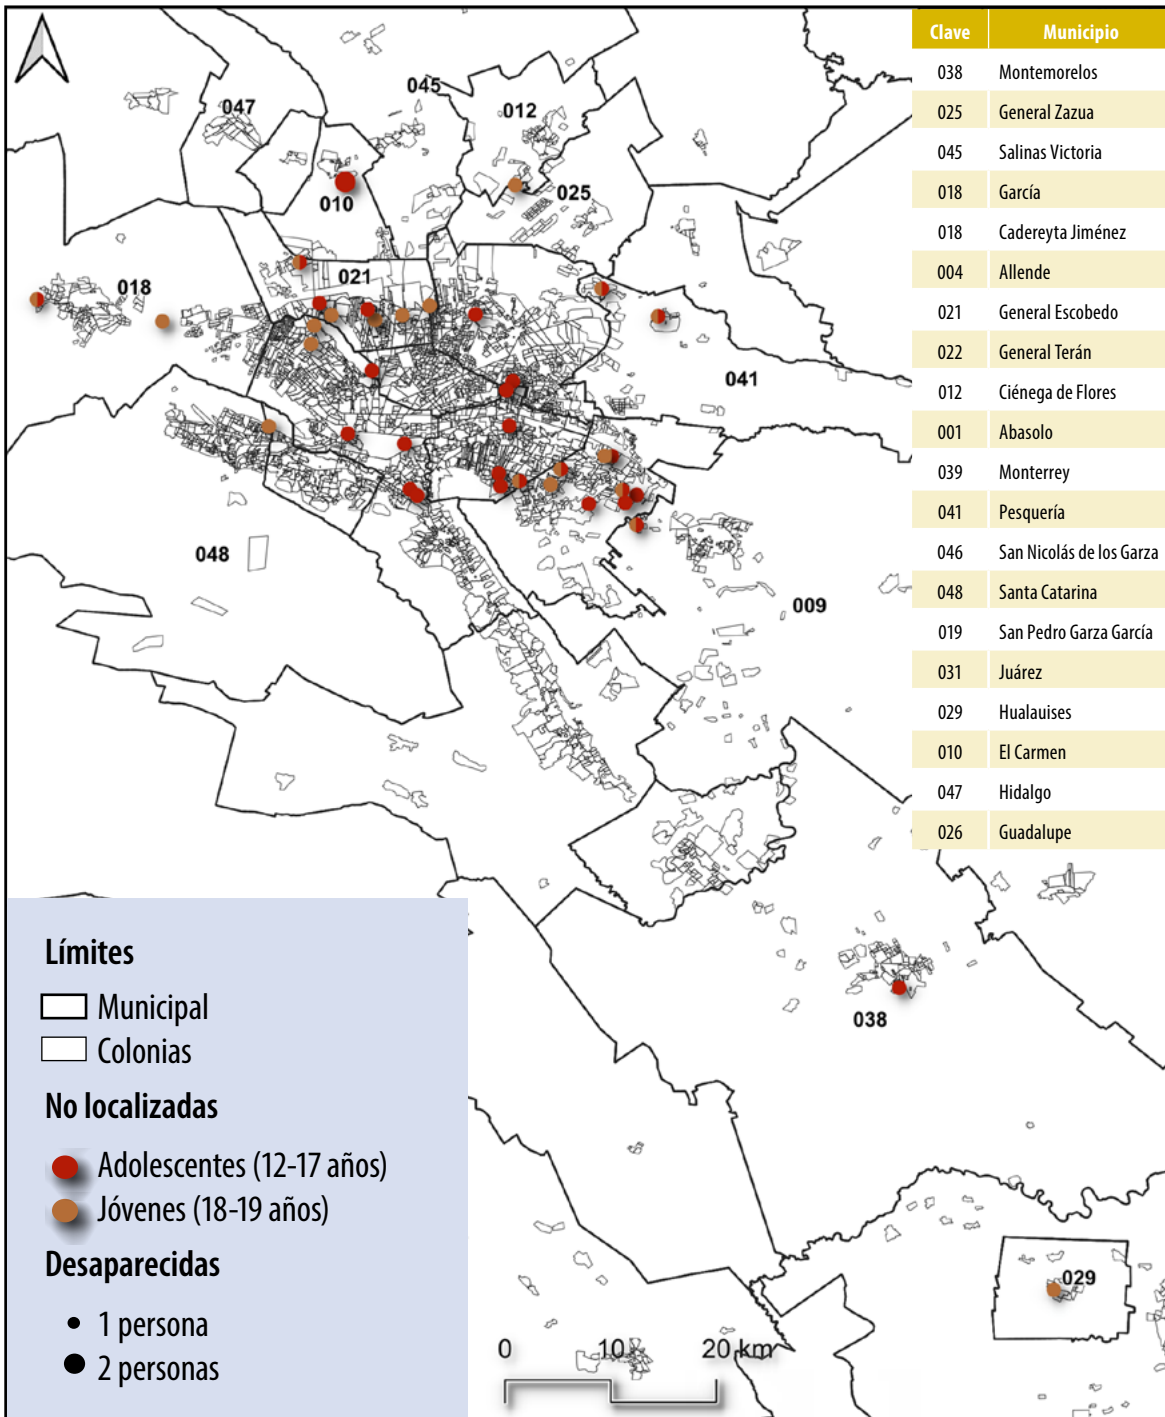 Clave Municipio
038 Montemorelos
025 General Zazua
045 Salinas Victoria
018 García
018 Cadereyta Jiménez
004 Allende
021 General Escobedo
022 General Terán
012 Ciénega de Flores
001 Abasolo
039 Monterrey
041 Pesquería
046 San Nicolás de los Garza
048 Santa Catarina
019 San Pedro Garza García
031 Juárez
029 Hualauises
010 El Carmen
047 Hidalgo
026 Guadalupe
045
047
012
025
010
021
018
041
048
009
038
029
Límites
Municipal
Colonias
No localizadas
Adolescentes (12-17 años)
Jóvenes (18-19 años)
Desaparecidas
1 persona
2 personas
0 10 20 km